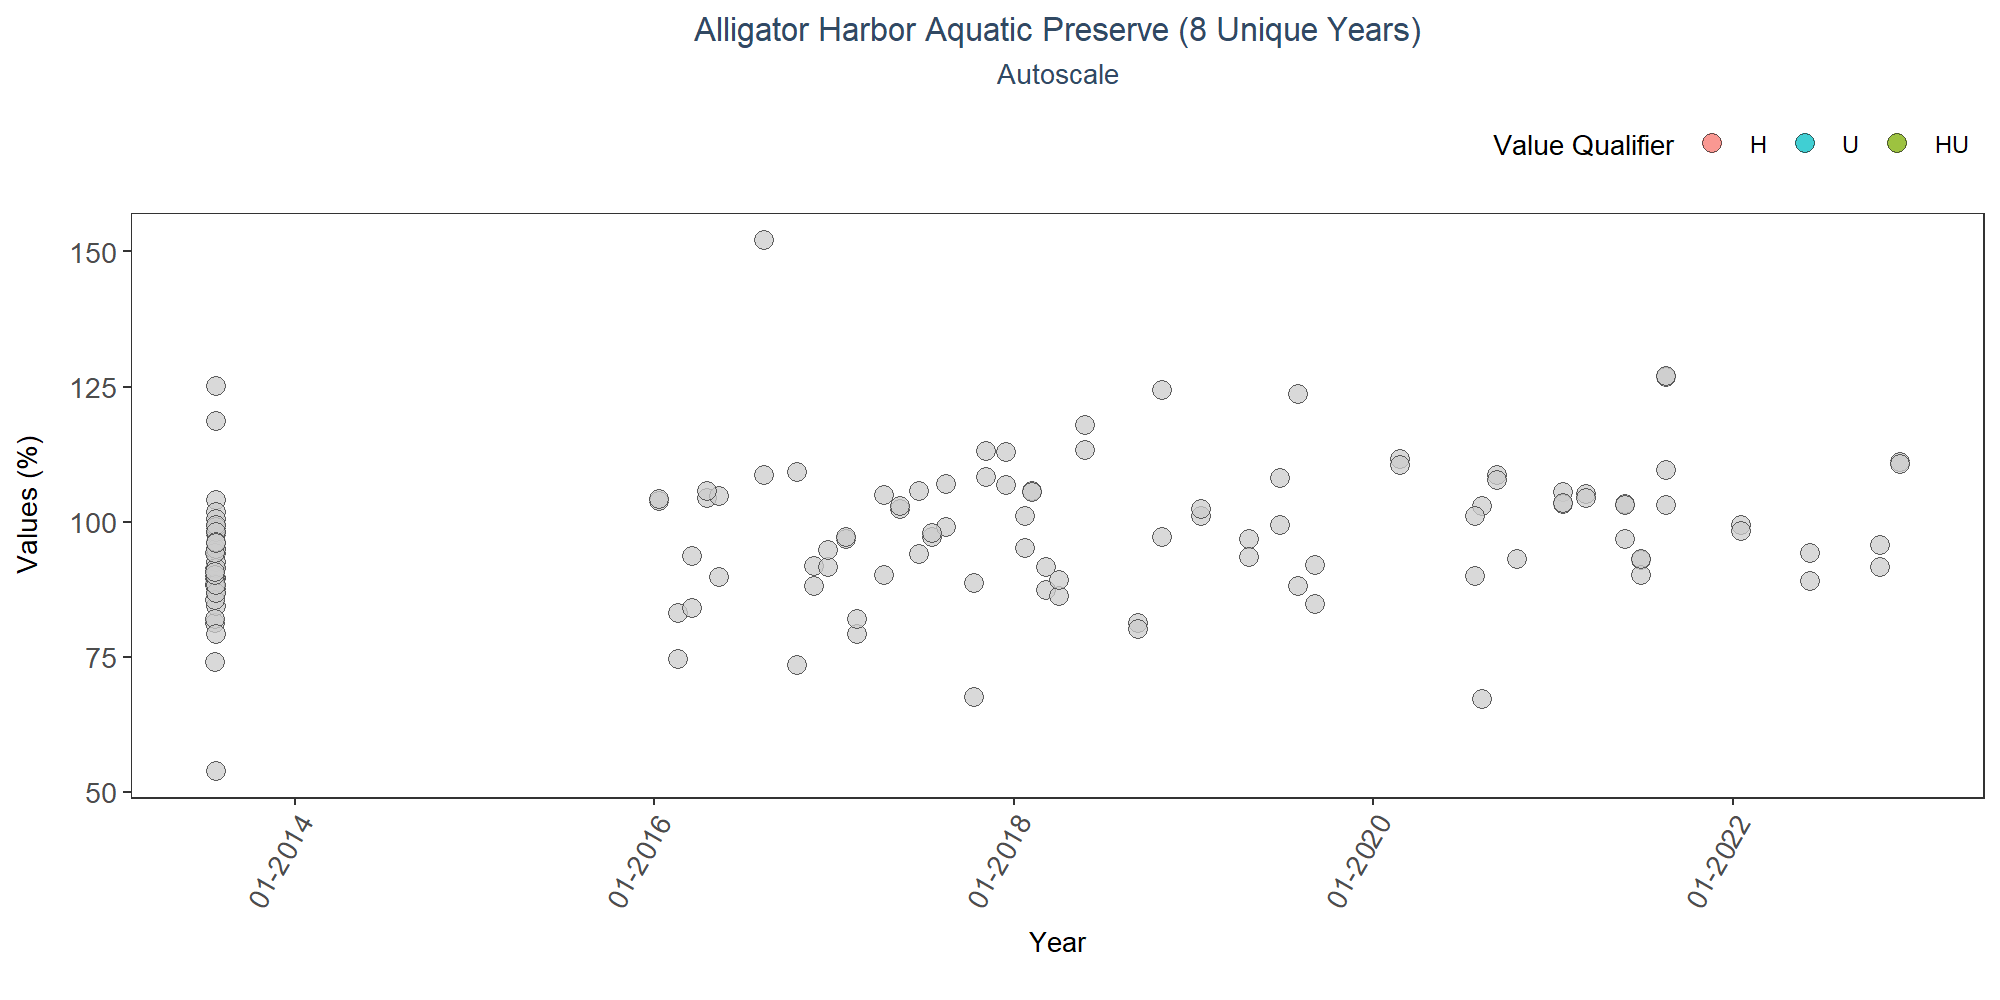 Alligator Harbor Aquatic Preserve (8 Unique Years)
Autoscale
Value Qualifier H U HU
Values (%)
150
125
100
75
50
01-2014 01-2016 01-2018 01-2020 01-2022
Year